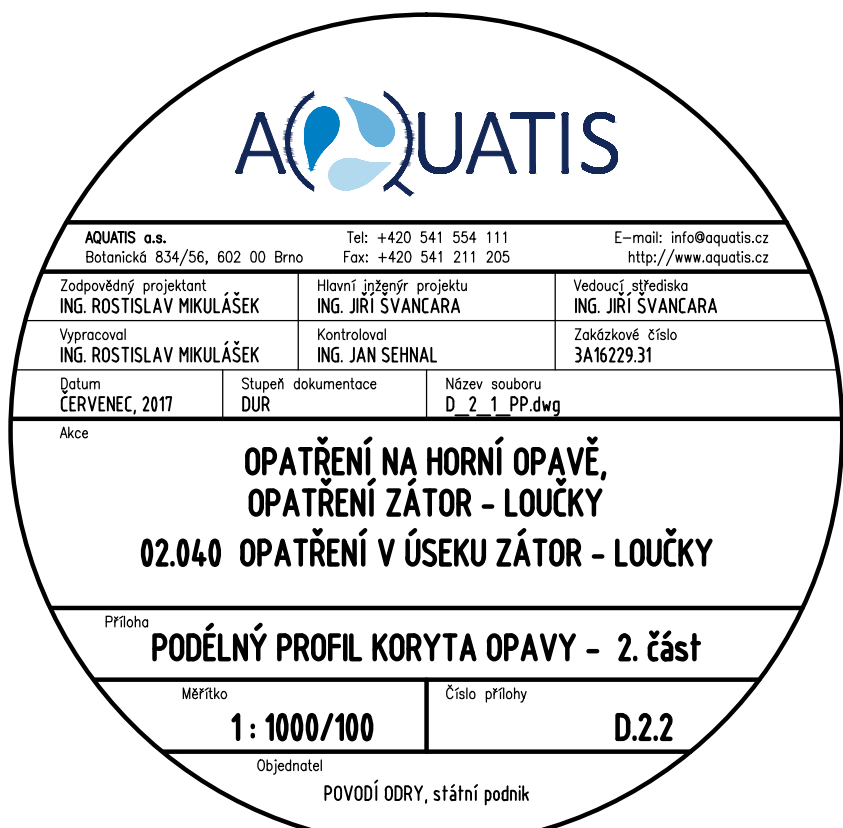 AQUATIS
AQUATIS a.s. Tel: +420 541 554 111 E-mail: info@aquatis.cz
Botanická 834/56, 602 00 Brno Fax: +420 541 211 205 http://www.aquatis.cz
Zodpovědný projektant Hlavní inženýr projektu Vedoucí střediska
ING. ROSTISLAV MIKULÁŠEK ING. JIŘÍ ŠVANCARA ING. JIŘÍ ŠVANCARA
Vypracoval Kontroloval Zakázkové číslo
ING. ROSTISLAV MIKULÁŠEK ING. JAN SEHNAL 3A16229.31
Datum Stupeň dokumentace Název souboru
ČERVENEC, 2017 DUR D_2_1_PP.dwg
Akce
OPATŘENÍ NA HORNÍ OPAVĚ,
OPATŘENÍ ZÁTOR - LOUČKY
02.040 OPATŘENÍ V ÚSEKU ZÁTOR - LOUČKY
Příloha
PODÉLNÝ PROFIL KORYTA OPAVY - 2. část
Měřítko Číslo přílohy
1 : 1000/100 D.2.2
Objednatel
POVODÍ ODRY, státní podnik